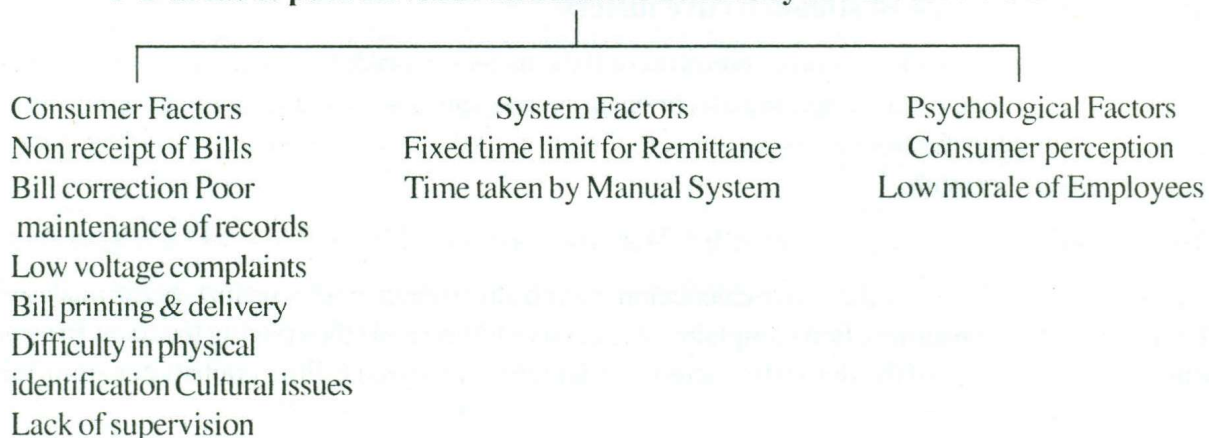 Consumer Factors
Non receipt of Bills
Bill correction Poor
maintenance of records
Low voltage complaints
Bill printing & delivery
Difficulty in physical
identification Cultural issues
Lack of supervision
System Factors
Fixed time limit for Remittance
Time taken by Manual System
Psychological Factors
Consumer perception
Low morale of Employees